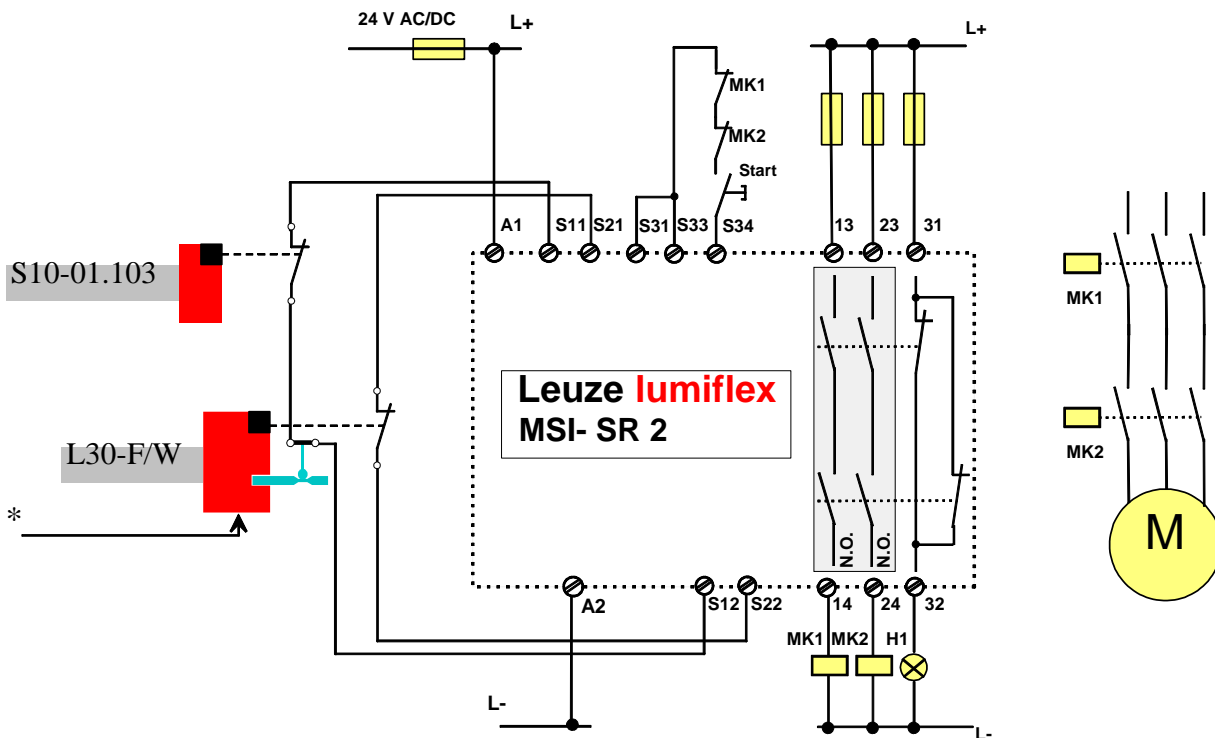 24 V AC/DC
L+
L+
MK1
MK2
Start
A1
S11
S21
S31
S33
S34
13
23
31
S10-01.103
MK1
Leuze lumiflex
MSI- SR 2
L30-F/W
MK2
*
M
N.O.
N.O.
A2
S12
S22
14
24
32
MK1
MK2
H1
L-
L-